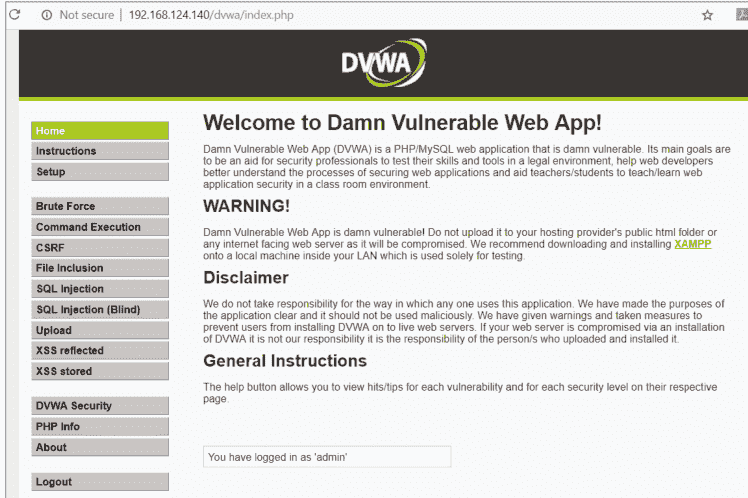 Not secure | 192.168.124.140/dvwa/index.php
DVWA
Home
Instructions
Setup
Brute Force
Command Execution
CSRF
File Inclusion
SQL Injection
SQL Injection (Blind)
Upload
XSS reflected
XSS stored
DVWA Security
PHP Info
About
Logout
Welcome to Damn Vulnerable Web App!
Damn Vulnerable Web App (DVWA) is a PHP/MySQL web application that is damn vulnerable. Its main goals are
to be an aid for security professionals to test their skills and tools in a legal environment, help web developers
better understand the processes of securing web applications and aid teachers/students to teach/learn web
application security in a class room environment.
WARNING!
Damn Vulnerable Web App is damn vulnerable! Do not upload it to your hosting provider's public html folder or
any internet facing web server as it will be compromised. We recommend downloading and installing XAMPP
onto a local machine inside your LAN which is used solely for testing.
Disclaimer
We do not take responsibility for the way in which any one uses this application. We have made the purposes of
the application clear and it should not be used maliciously. We have given warnings and taken measures to
prevent users from installing DVWA on to live web servers. If your web server is compromised via an installation
of DVWA it is not our responsibility it is the responsibility of the person/s who uploaded and installed it.
General Instructions
The help button allows you to view hits/tips for each vulnerability and for each security level on their respective
page.
You have logged in as 'admin'